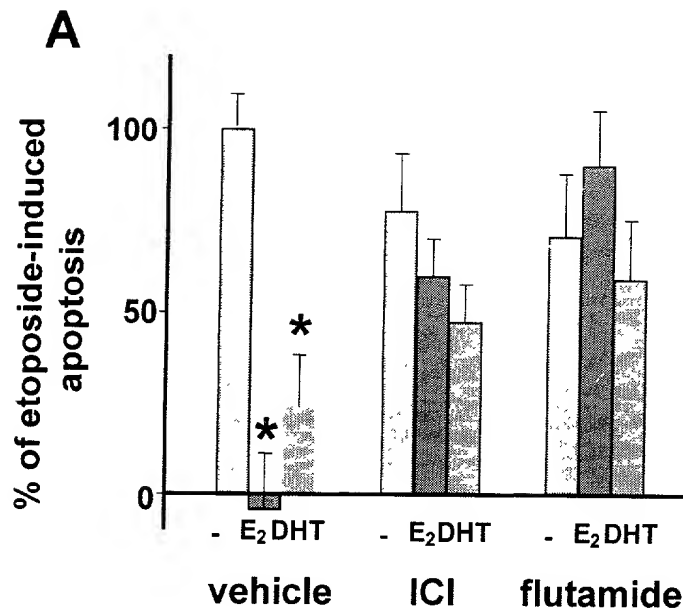 A
% of etoposide-induced
apoptosis
100
50
0
*
*
- E₂ DHT
- E₂ DHT
- E₂ DHT
vehicle
ICI
flutamide